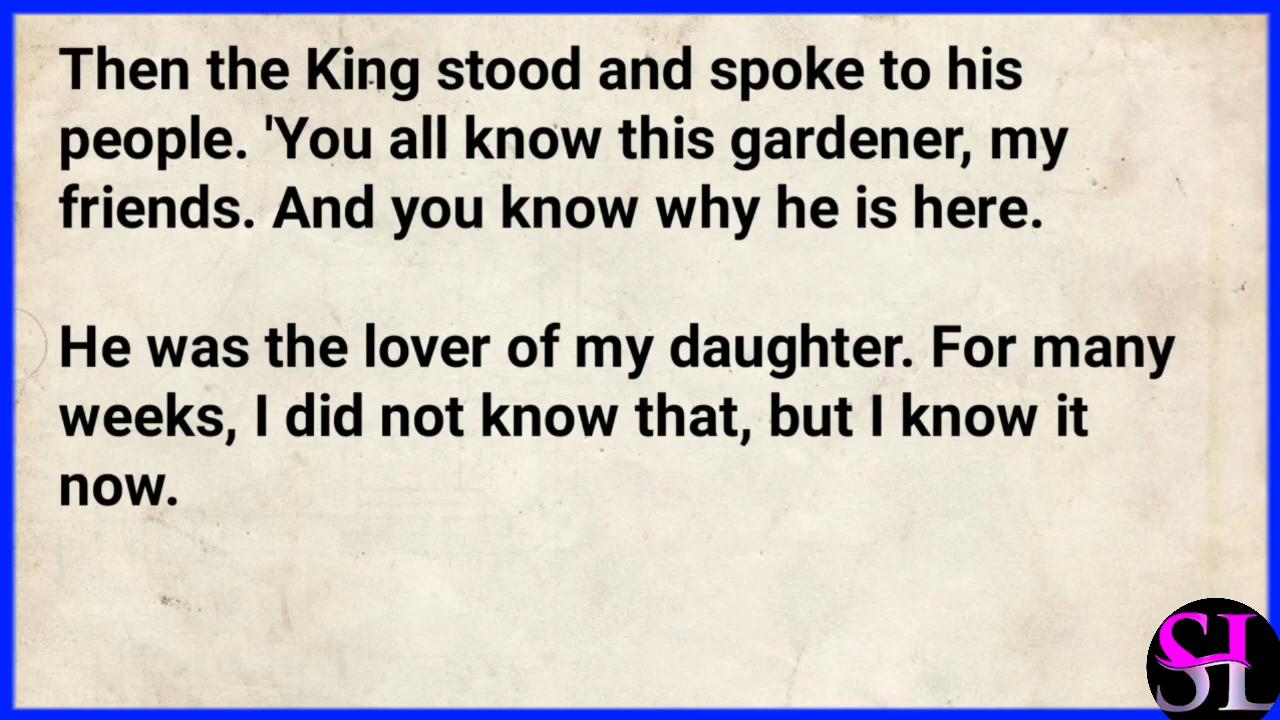 Then the King stood and spoke to his
people. 'You all know this gardener, my
friends. And you know why he is here.
He was the lover of my daughter. For many
weeks, I did not know that, but I know it
now.
SL